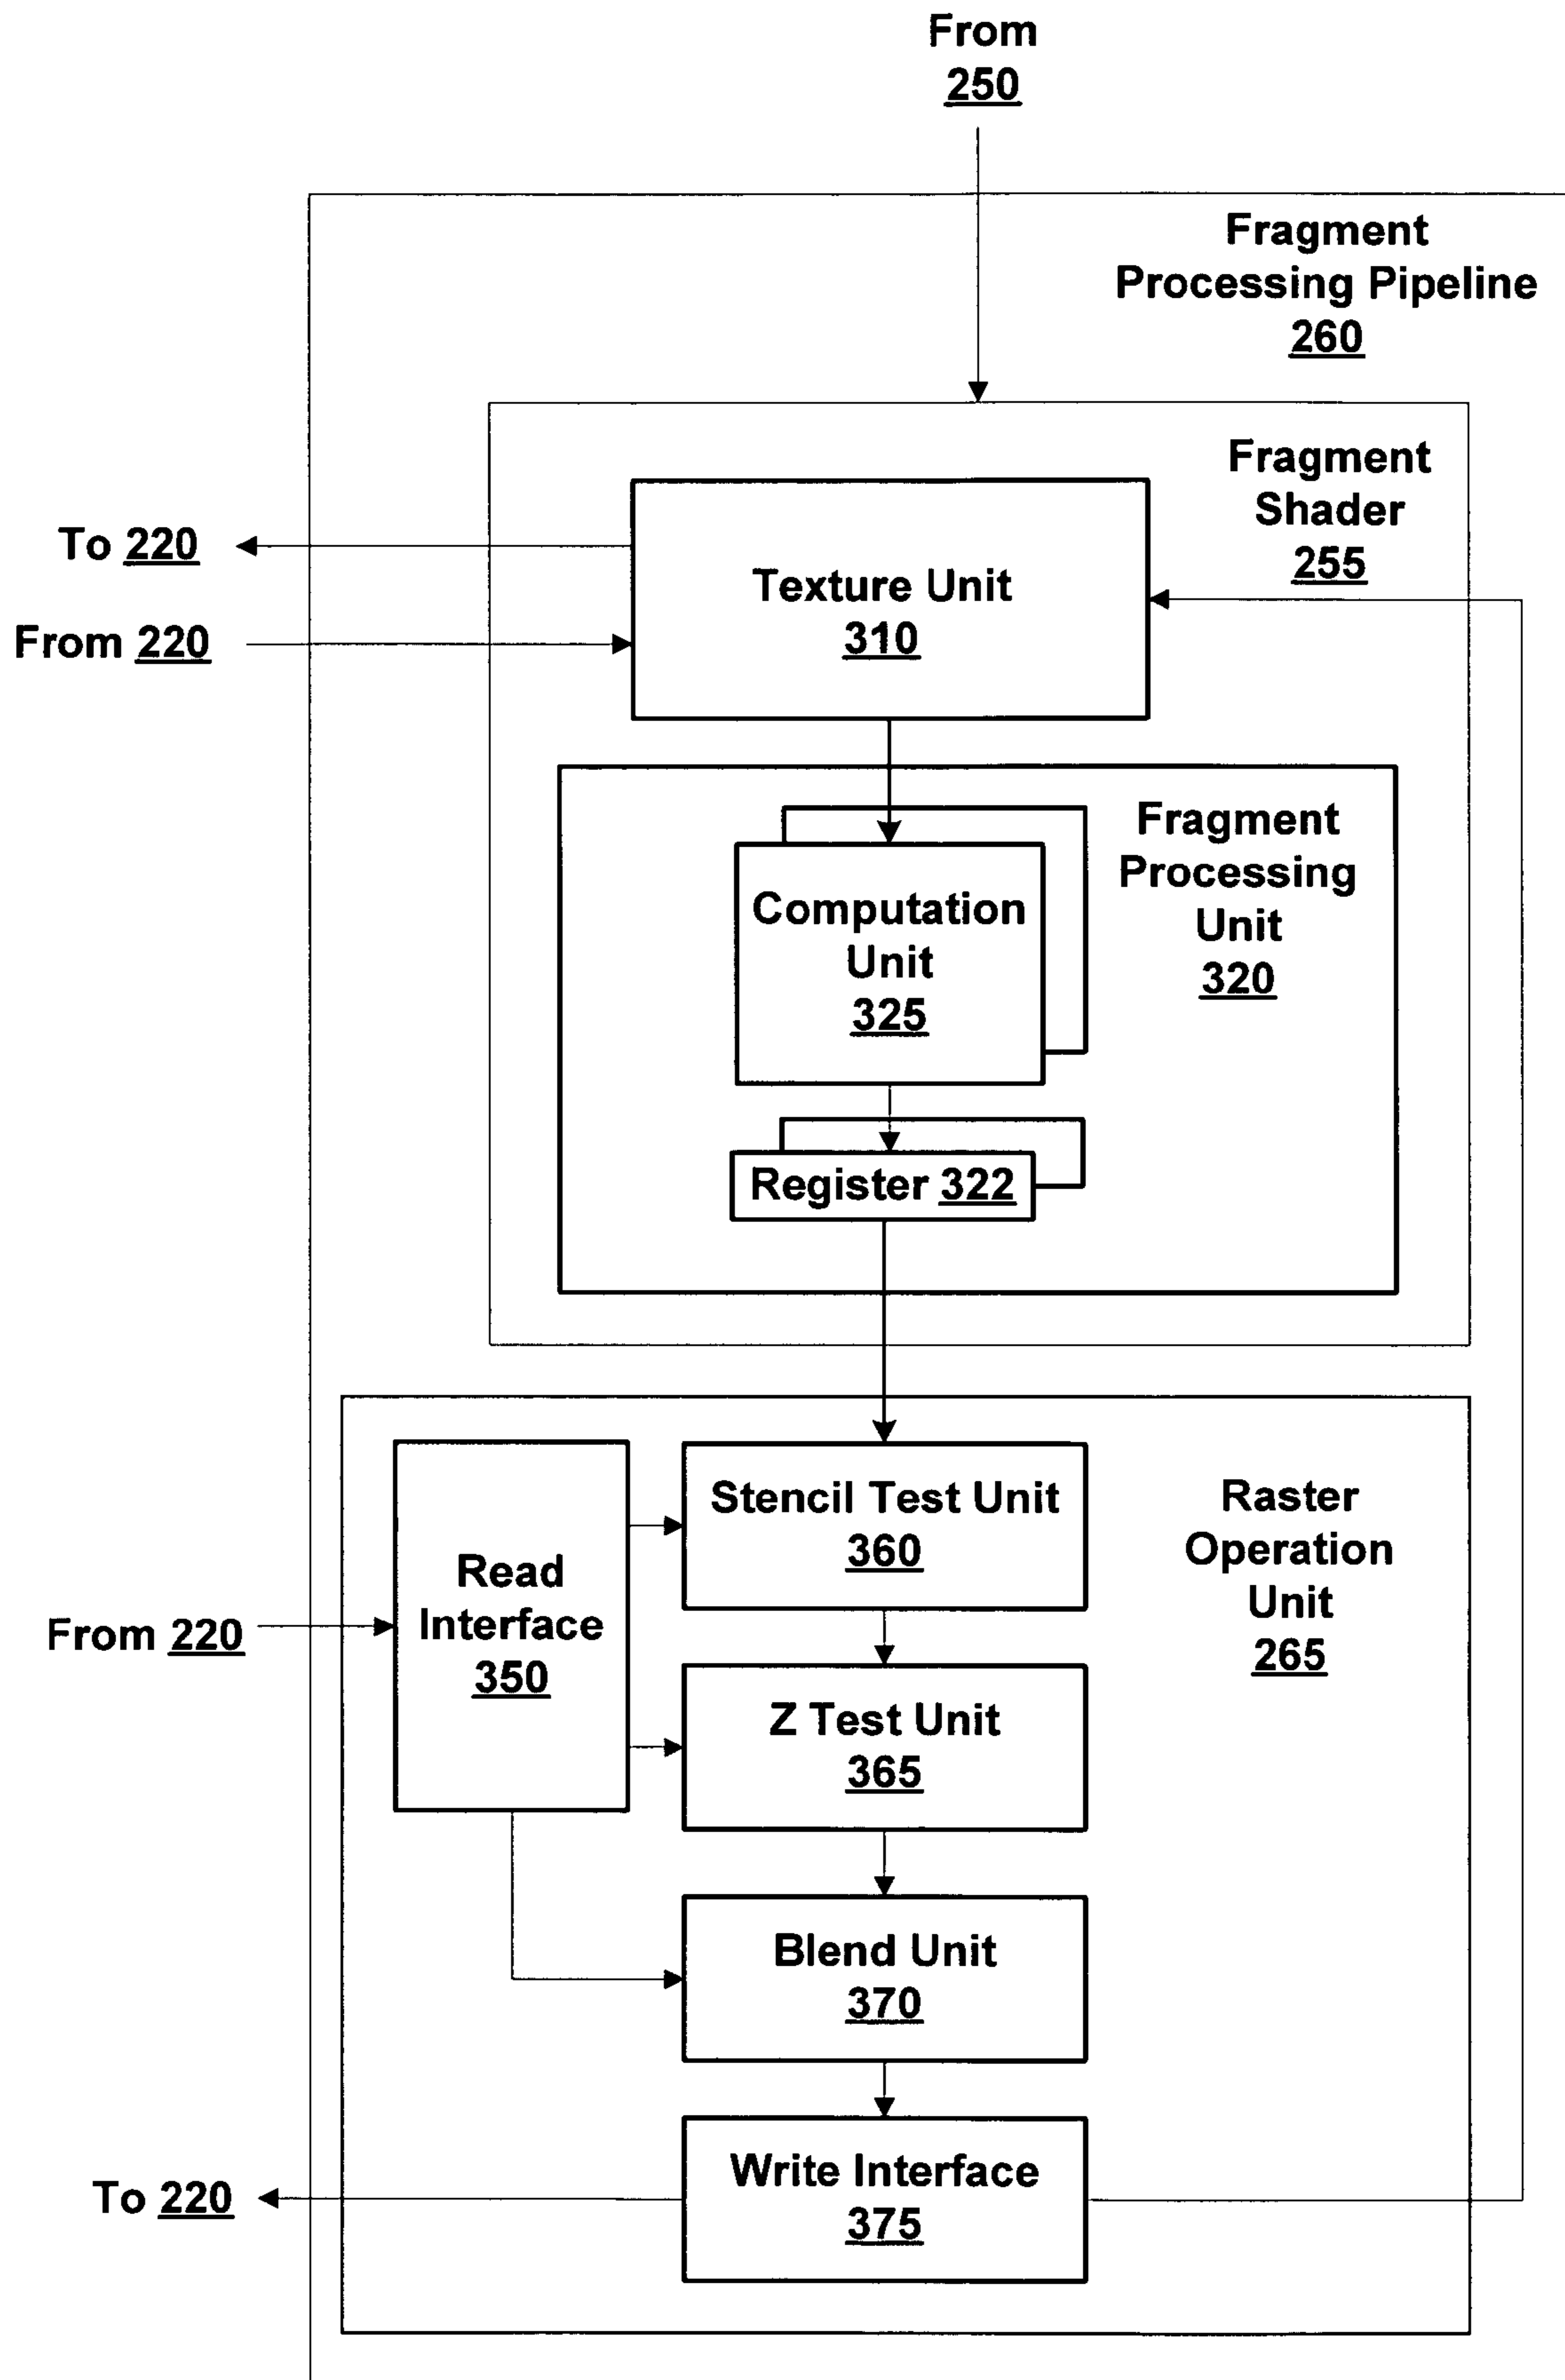 From
250
Fragment
Processing Pipeline
260
Fragment
Shader
255
To 220
From 220
Texture Unit
310
Fragment
Processing
Unit
320
Computation
Unit
325
Register 322
Stencil Test Unit
360
Raster
Operation
Unit
265
Read
Interface
350
From 220
Z Test Unit
365
Blend Unit
370
Write Interface
375
To 220